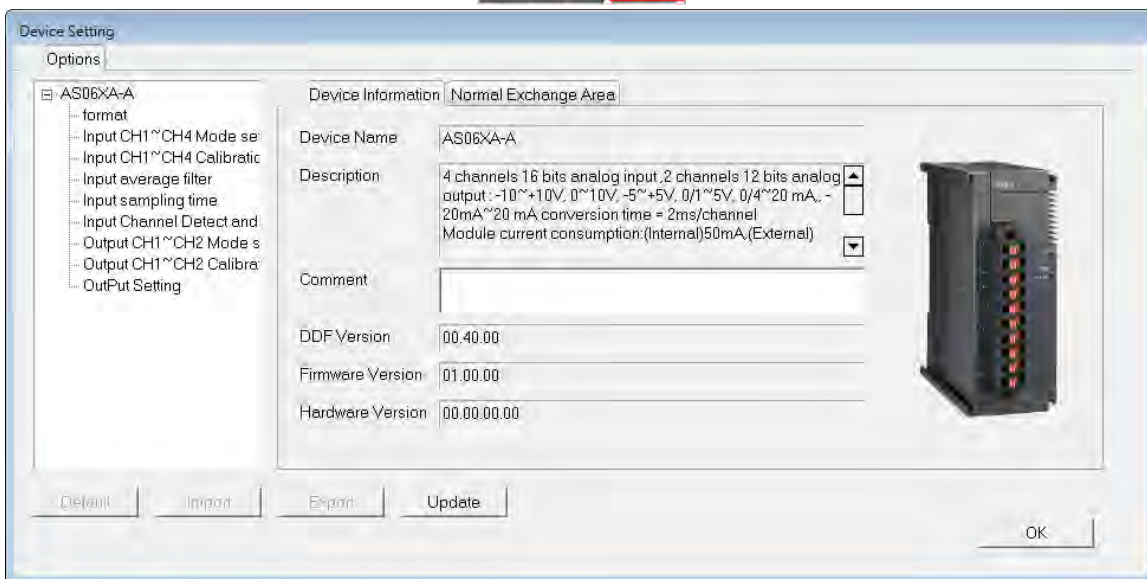 Device Setting
Options
AS06XA-A
format
Input CH1~CH4 Mode se
Input CH1~CH4 Calibratic
Input average filter
Input sampling time
Input Channel Detect and
Output CH1~CH2 Mode s
Output CH1~CH2 Calibra
OutPut Setting
Device Information
Normal Exchange Area
Device Name
AS06XA-A
Description
4 channels 16 bits analog input ,2 channels 12 bits analog
output : -10~+10V, 0~10V, -5~+5V, 0/1~5V, 0/4~20 mA,, -
20mA~20 mA conversion time = 2ms/channel
Module current consumption:(Internal)50mA,(External)
Comment
DDF Version
00.40.00
Firmware Version
01.00.00
Hardware Version
00.00.00.00
Default
Import
Export
Update
OK